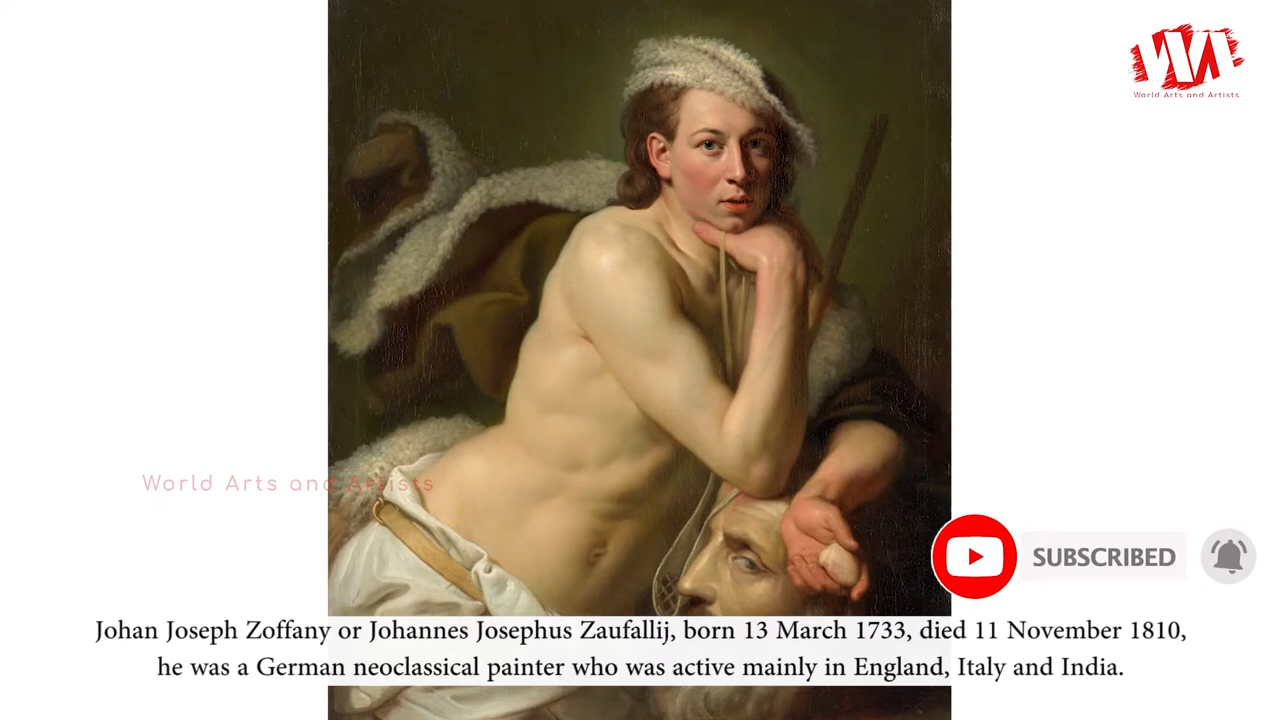 World Arts and Artists
World Arts and Artists
SUBSCRIBED
Johan Joseph Zoffany or Johannes Josephus Zaufallij, born 13 March 1733, died 11 November 1810,
he was a German neoclassical painter who was active mainly in England, Italy and India.